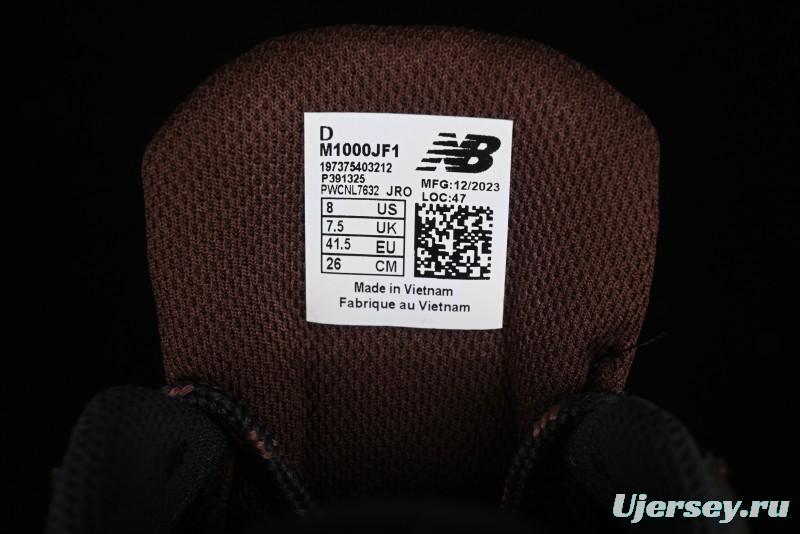 D
M1000JF1
197375403212
P391325
PWCNL7632 JRO
NB
MFG:12/2023
LOC:47
8 US
7.5 UK
41.5 EU
26 CM
Made in Vietnam
Fabrique au Vietnam
Ujersey.ru